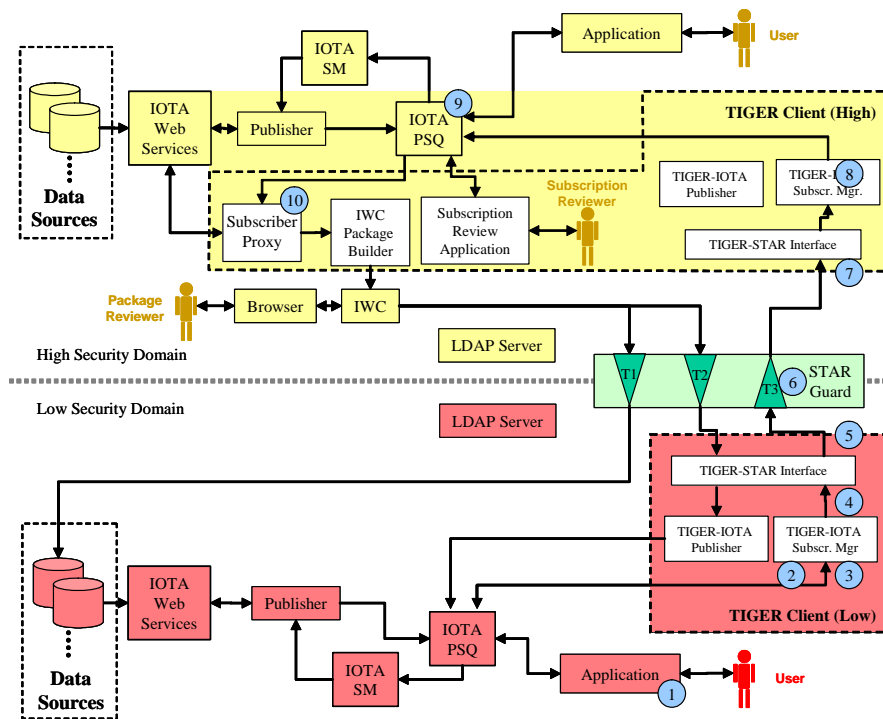 IOTA
SM
Application
User
IOTA
Web
Services
Publisher
IOTA
PSQ
9
TIGER Client (High)
Data
Sources
10
Subscriber
Proxy
IWC
Package
Builder
Subscription
Review
Application
Subscription
Reviewer
TIGER-IOTA
Publisher
8
Subscr. Mgr.
TIGER-STAR Interface
7
Package
Reviewer
Browser
IWC
High Security Domain
LDAP Server
T1
T2
T3
6
STAR
Guard
Low Security Domain
LDAP Server
5
TIGER-STAR Interface
4
TIGER-IOTA
Publisher
TIGER-IOTA
Subscr. Mgr
2
3
TIGER Client (Low)
IOTA
Web
Services
Publisher
IOTA
PSQ
IOTA
SM
Application
1
User
Data
Sources